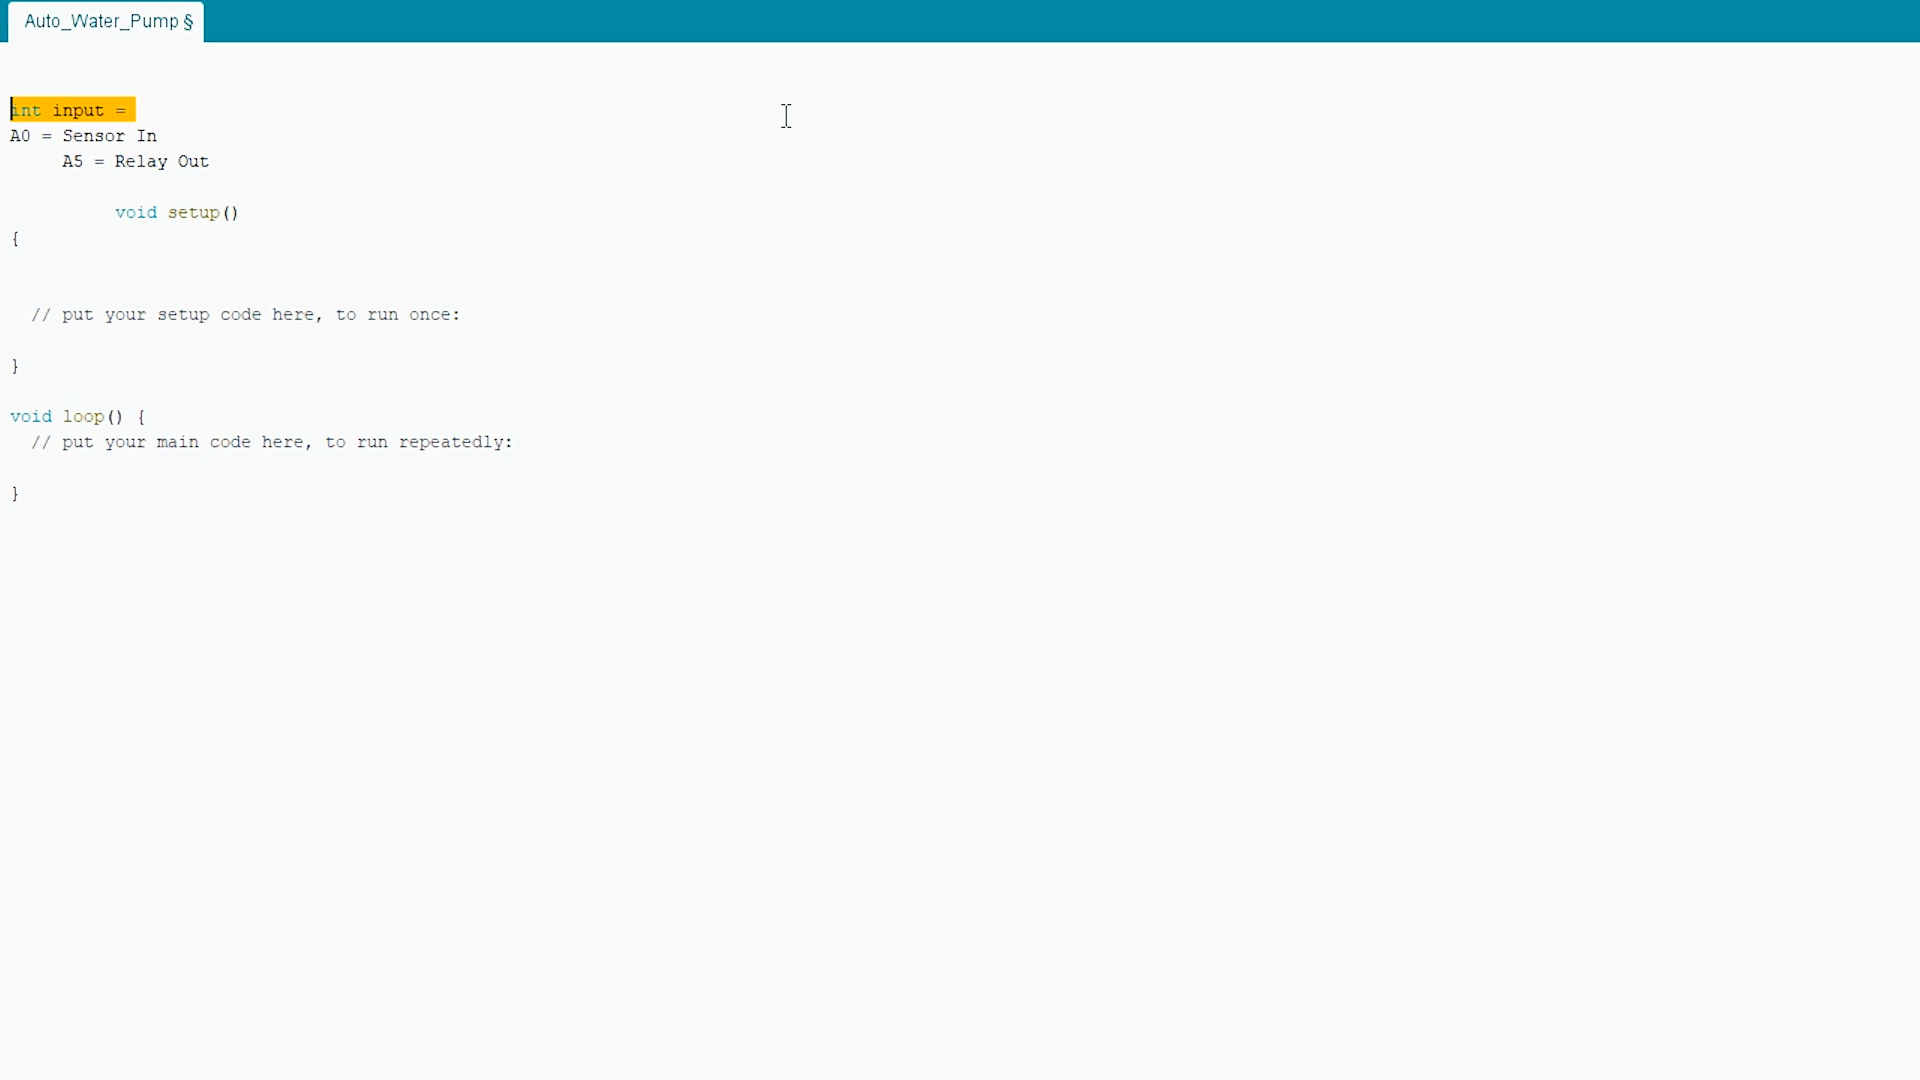 Auto_Water_Pump §
int input =
A0 = Sensor In
A5 = Relay Out
void setup()
{
// put your setup code here, to run once:
}
void loop() {
// put your main code here, to run repeatedly:
}